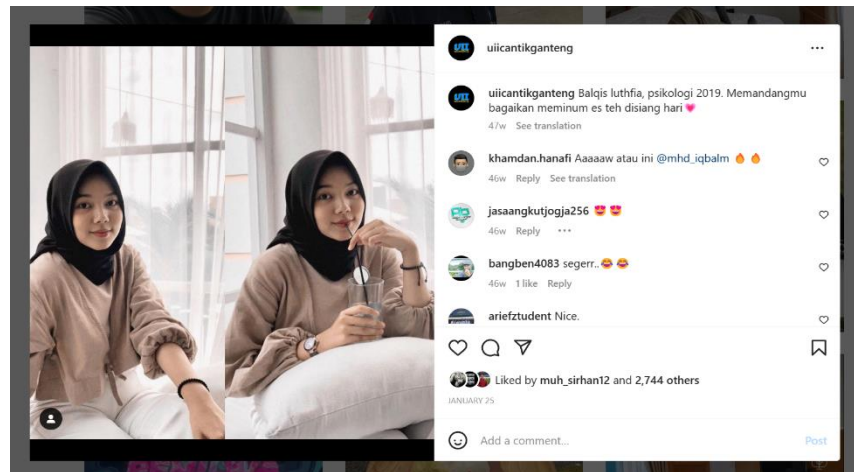 uiicantikganteng
uiicantikganteng Balqis luthfia, psikologi 2019. Memandangmu
bagaikan meminum es teh disiang hari💗
47w See translation
khamdan.hanafi Aaaaaw atau ini @mhd_iqbalm 🔥 🔥
46w Reply See translation
jasaangkutjogja256 😍 😍
46w Reply ...
bangben4083 segerr..😂 😂
46w 1 like Reply
ariefztudent Nice.
Liked by muh_sirhan12 and 2,744 others
JANUARY 25
Add a comment...
Post